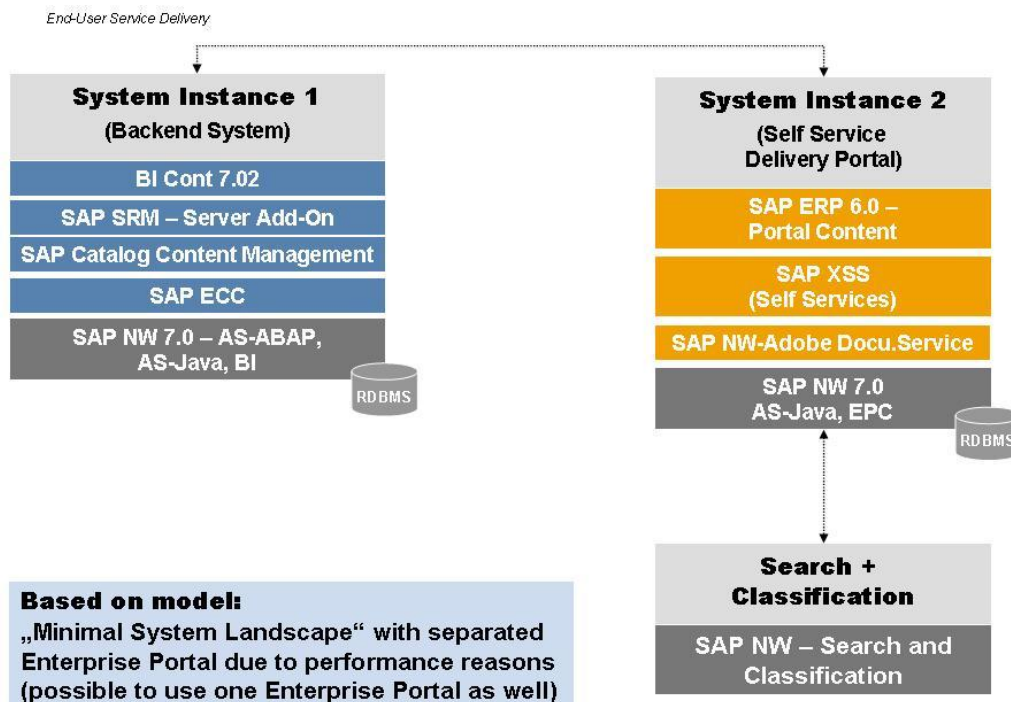 End-User Service Delivery
System Instance 1
(Backend System)
BI Cont 7.02
SAP SRM – Server Add-On
SAP Catalog Content Management
SAP ECC
SAP NW 7.0 – AS-ABAP,
AS-Java, BI
RDBMS
System Instance 2
(Self Service
Delivery Portal)
SAP ERP 6.0 –
Portal Content
SAP XSS
(Self Services)
SAP NW-Adobe Docu.Service
SAP NW 7.0
AS-Java, EPC
RDBMS
Search +
Classification
SAP NW – Search and
Classification
Based on model:
„Minimal System Landscape“ with separated
Enterprise Portal due to performance reasons
(possible to use one Enterprise Portal as well)